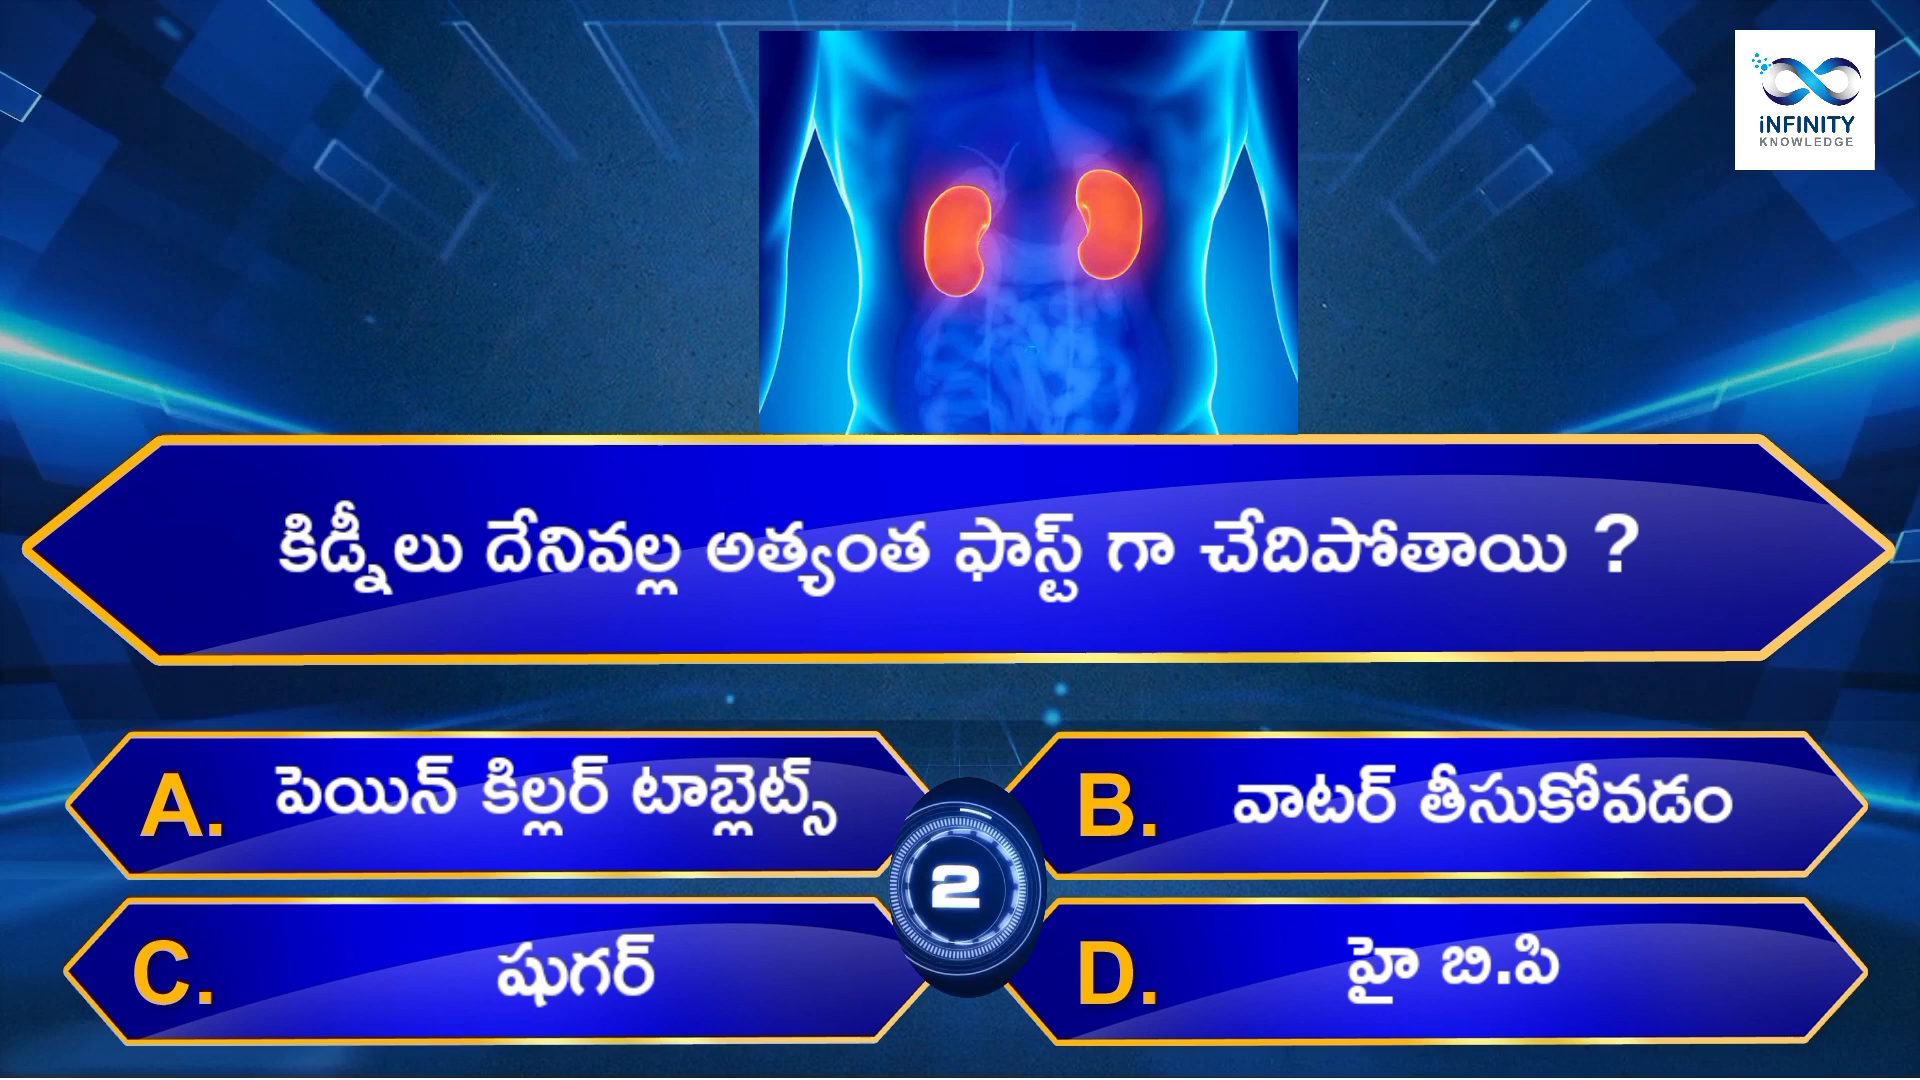 iNFINITY
KNOWLEDGE
కిడ్నీలు దేనివల్ల అత్యంత ఫాస్ట్ గా చేదిపోతాయి ?
A. పెయిన్ కిల్లర్ టాబ్లెట్స్
B. వాటర్ తీసుకోవడం
2
C. షుగర్
D. హై బి.పి